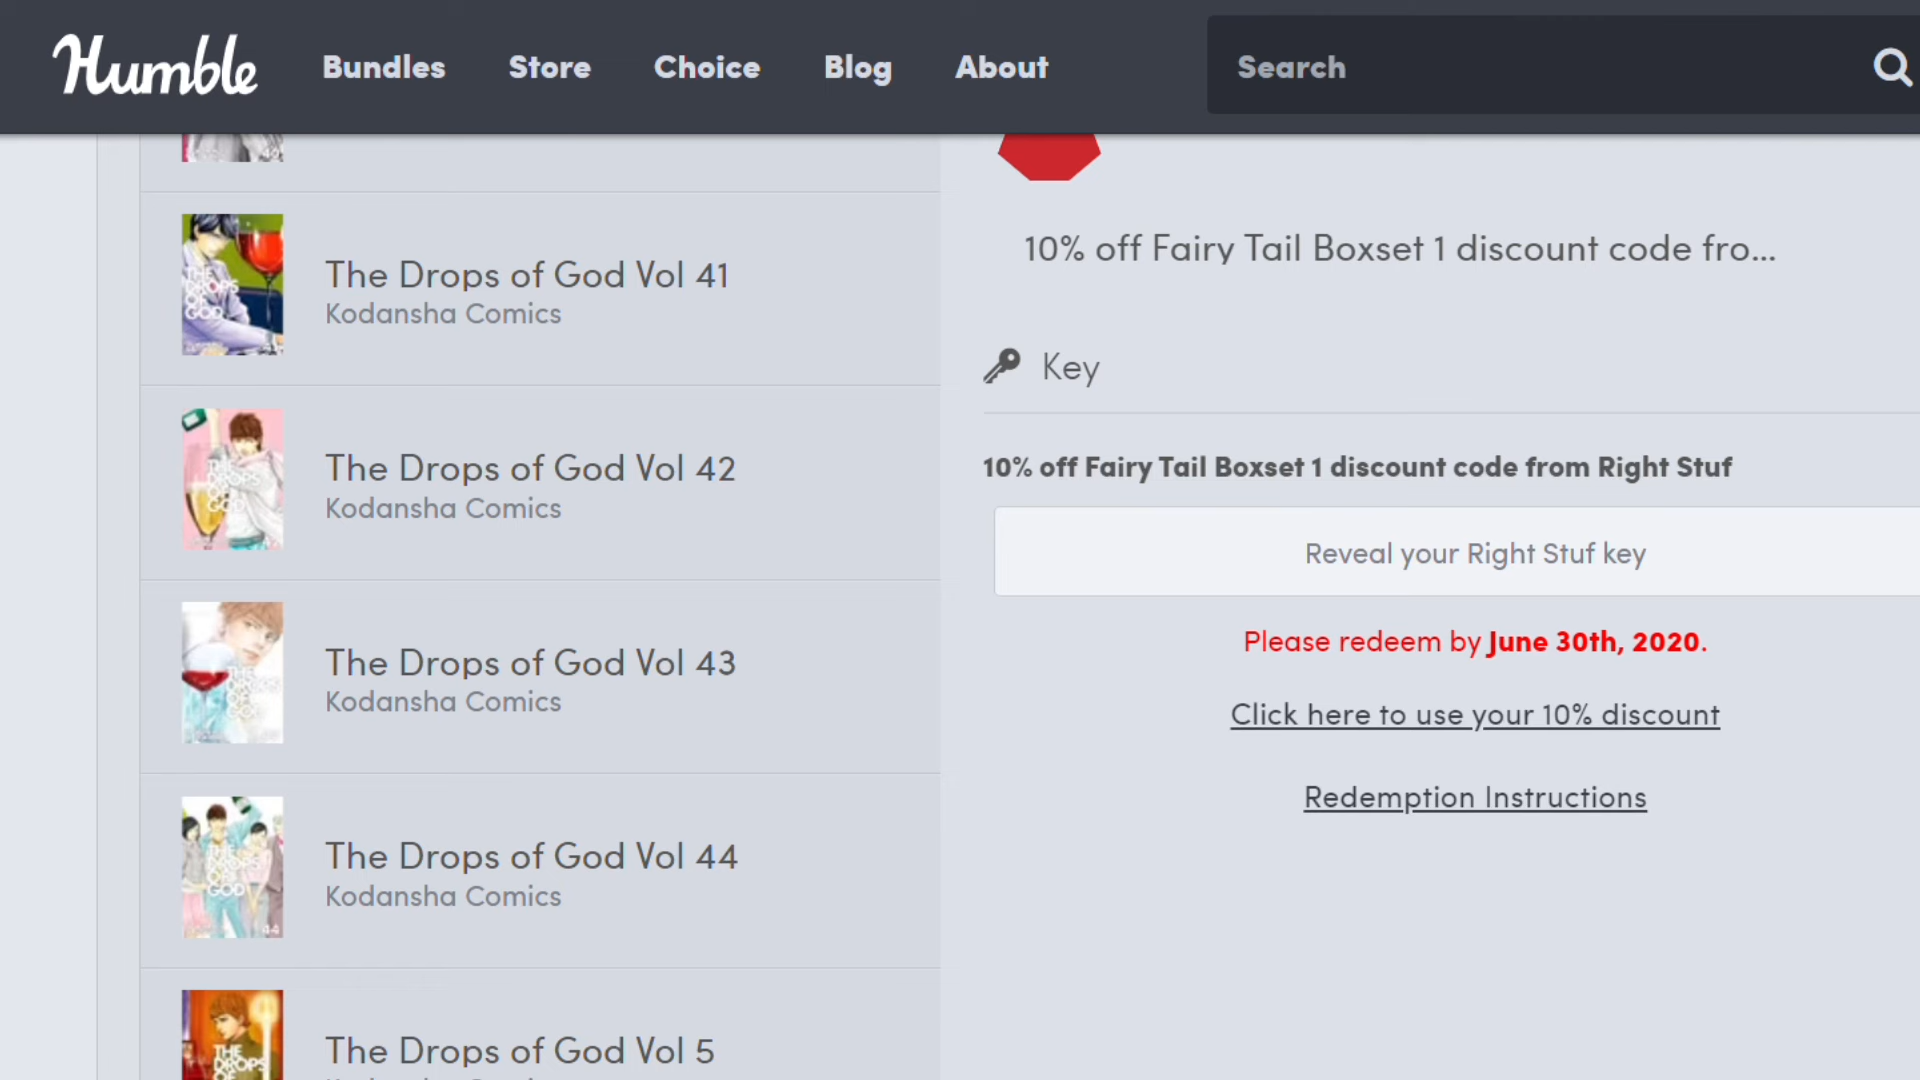 Humble
Bundles
Store
Choice
Blog
About
Search
The Drops of God Vol 41
Kodansha Comics
The Drops of God Vol 42
Kodansha Comics
The Drops of God Vol 43
Kodansha Comics
The Drops of God Vol 44
Kodansha Comics
The Drops of God Vol 5
10% off Fairy Tail Boxset 1 discount code fro...
Key
10% off Fairy Tail Boxset 1 discount code from Right Stuf
Reveal your Right Stuf key
Please redeem by June 30th, 2020.
Click here to use your 10% discount
Redemption Instructions